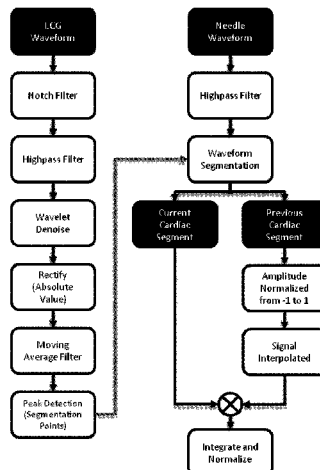 ECG
Waveform
Notch Filter
Highpass Filter
Wavelet
Denoise
Rectify
(Absolute
Value)
Moving
Average Filter
Peak Detection
(Segmentation
Points)
Needle
Waveform
Highpass Filter
Waveform
Segmentation
Current
Cardiac
Segment
Previous
Cardiac
Segment
Amplitude
Normalized
from -1 to 1
Signal
Interpolated
Integrate and
Normalize